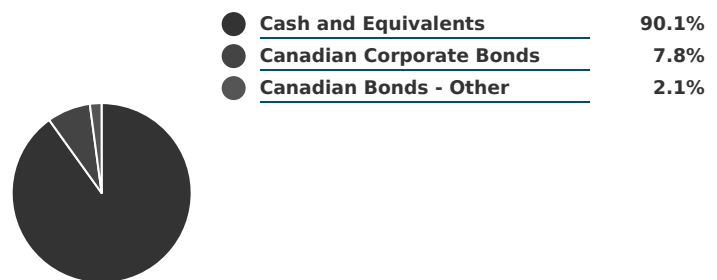 Cash and Equivalents 90.1%
Canadian Corporate Bonds 7.8%
Canadian Bonds - Other 2.1%